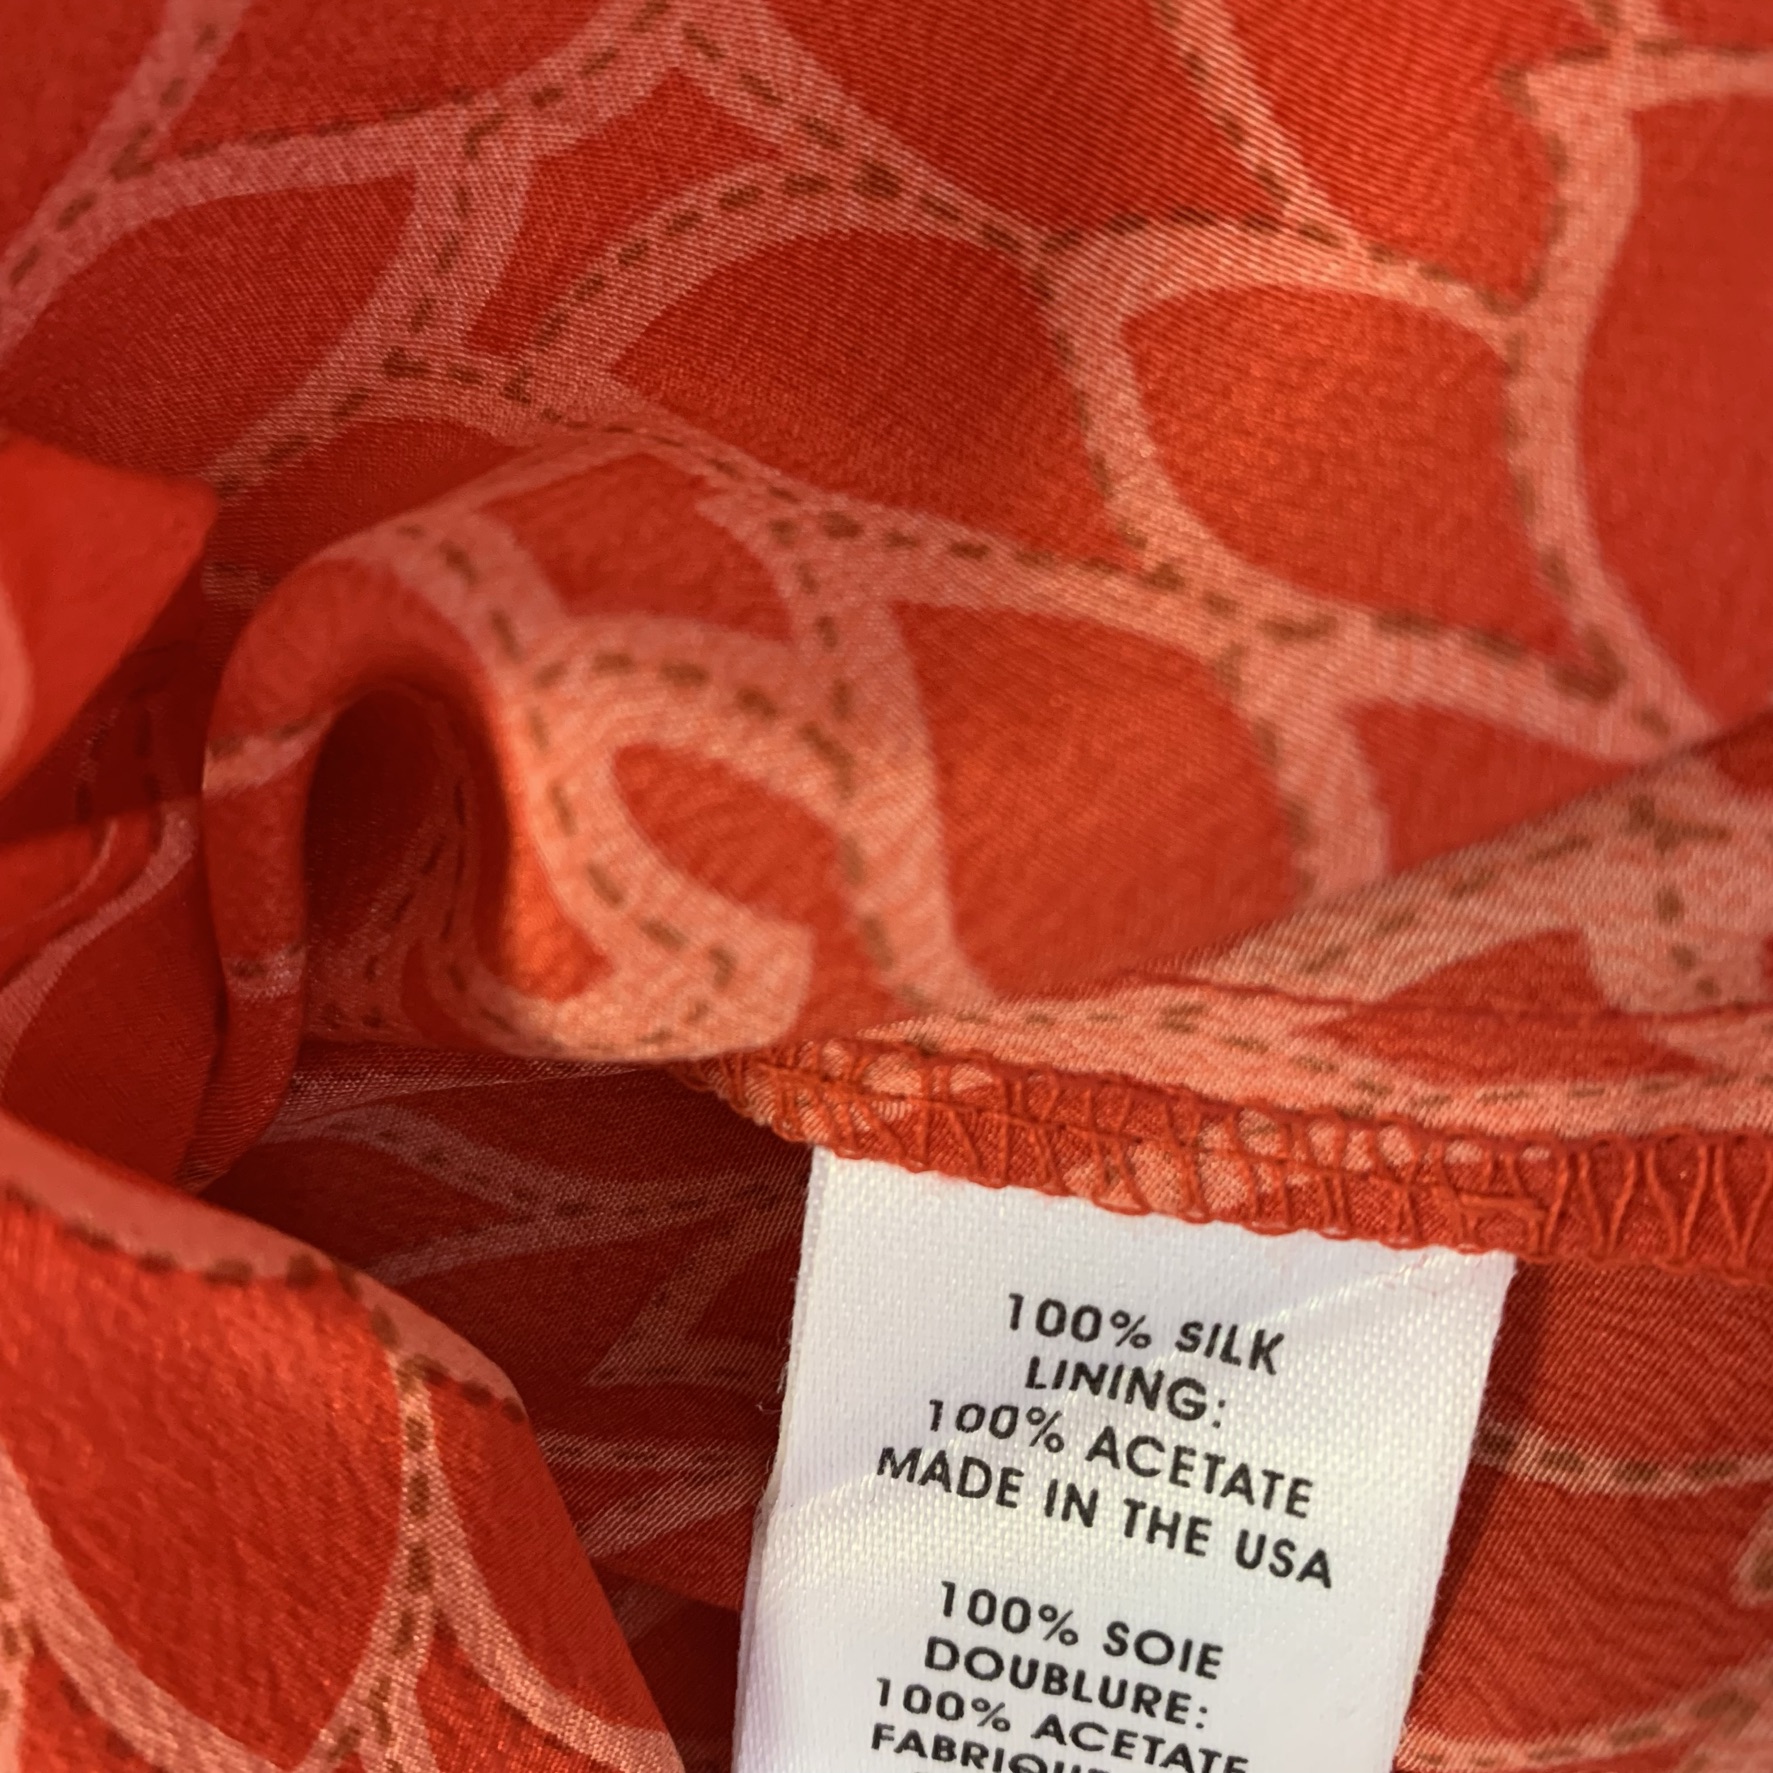 100% SILK
LINING:
100% ACETATE
MADE IN THE USA
100% SOIE
DOUBLURE:
100% ACETATE